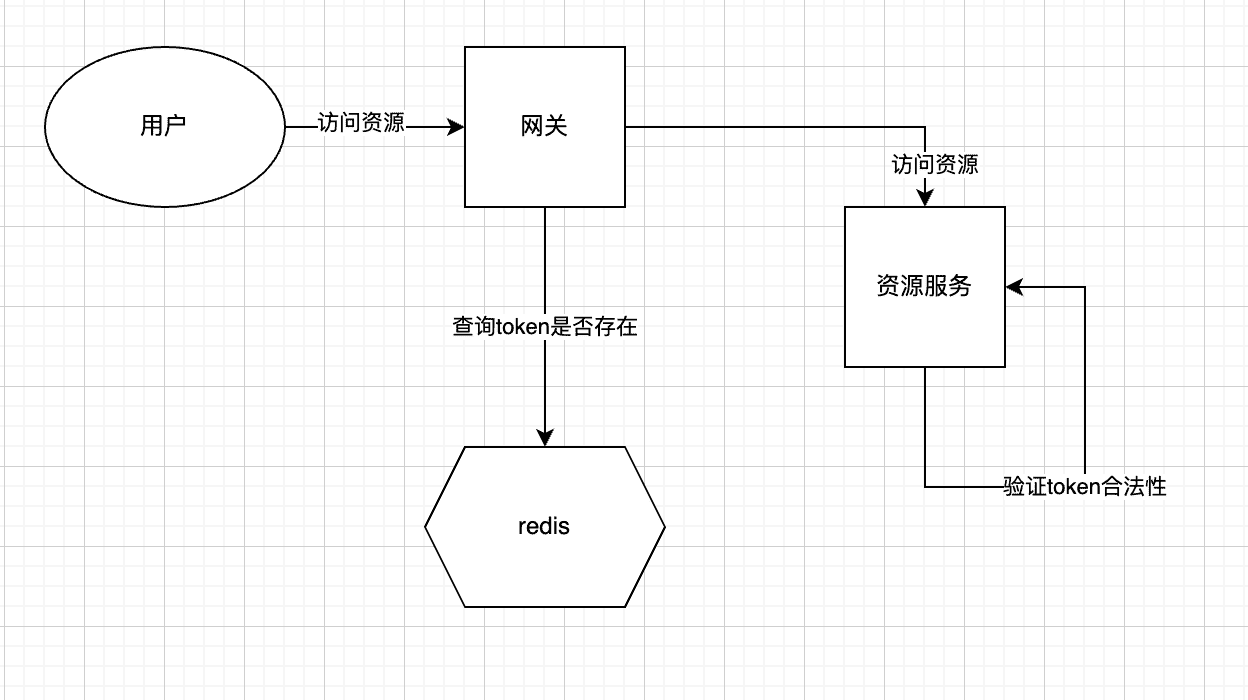 用户
访问资源
网关
访问资源
资源服务
查询token是否存在
验证token合法性
redis